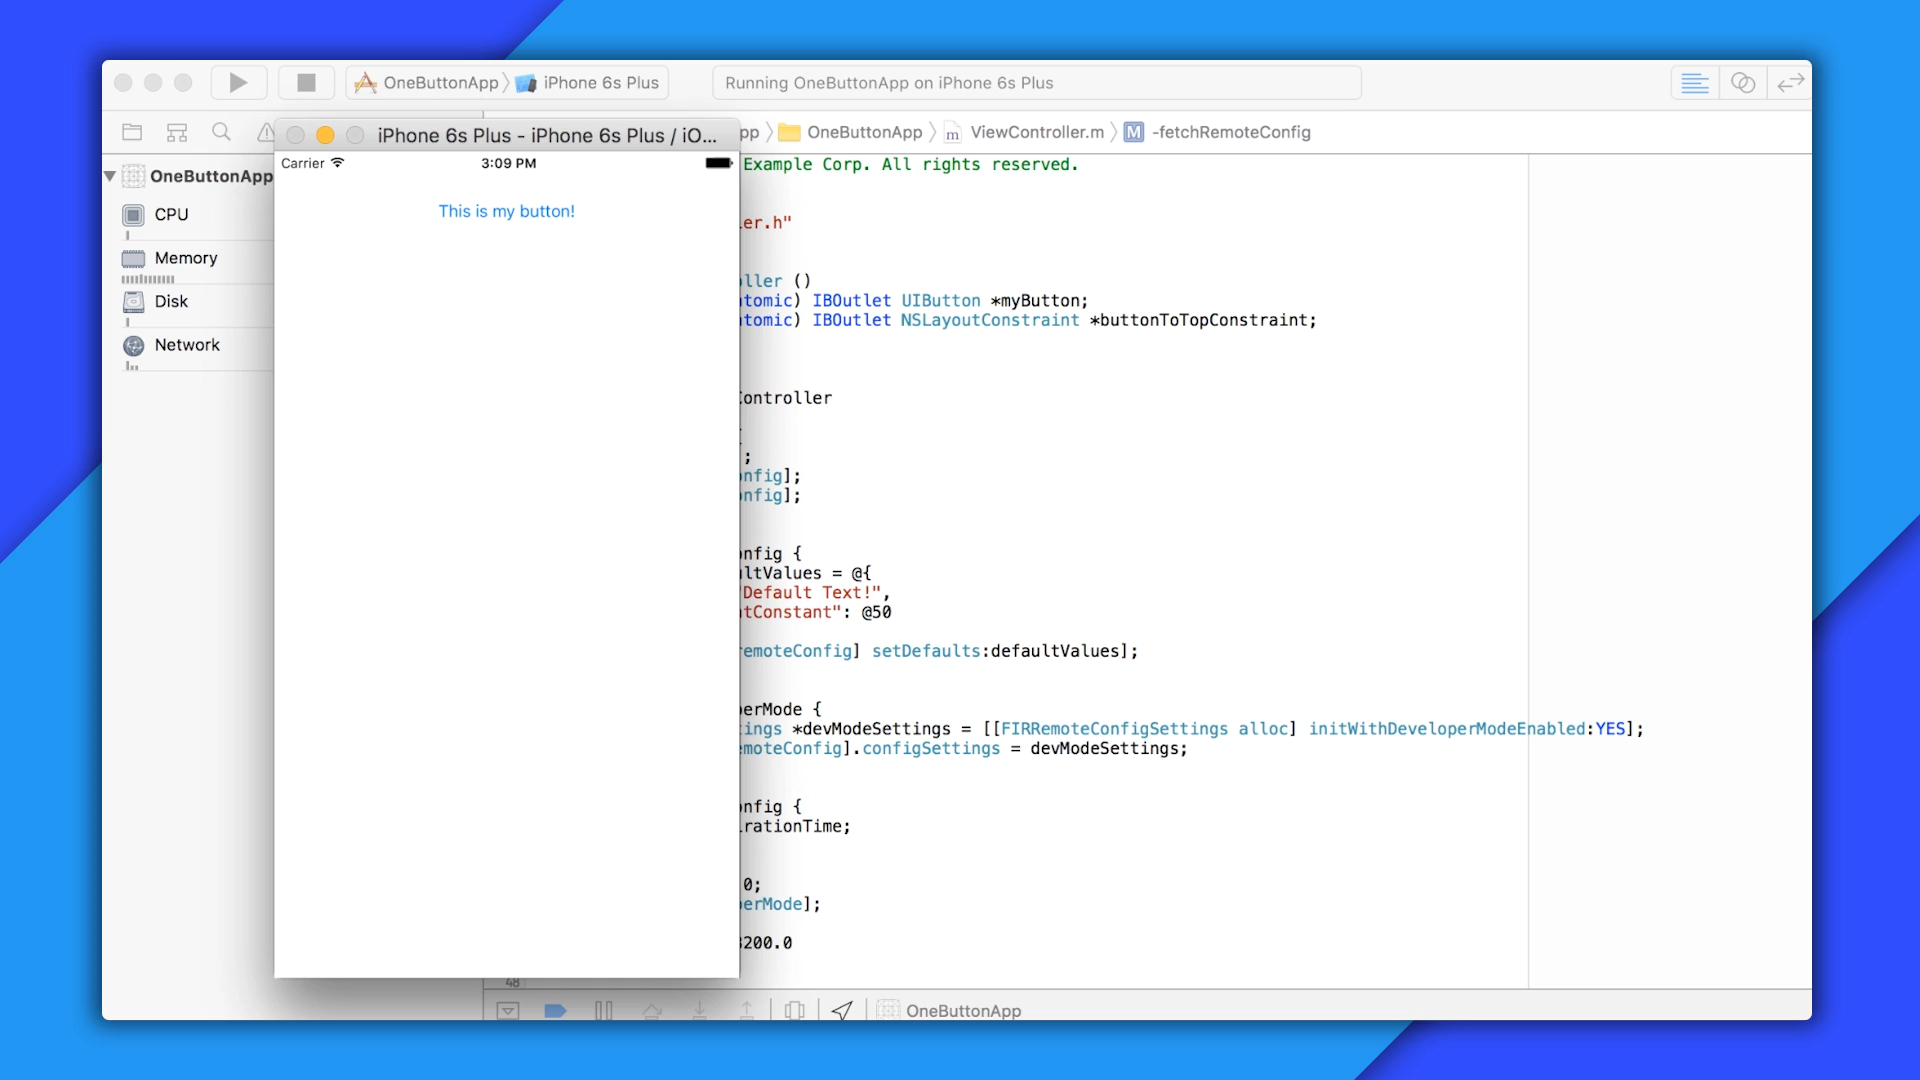 OneButtonApp iPhone 6s Plus
Running OneButtonApp on iPhone 6s Plus
iPhone 6s Plus - iPhone 6s Plus / iO...
pp OneButtonApp m ViewController.m M -fetchRemoteConfig
Carrier 3:09 PM
This is my button!
OneButtonApp
CPU
Memory
Disk
Network
Example Corp. All rights reserved.
er.h"
ller ()
tomic) IBOutlet UIButton *myButton;
tomic) IBOutlet NSLayoutConstraint *buttonToTopConstraint;
ontroller
{
];
nfig];
nfig];
nfig {
ltValues = @{
"Default Text!",
tConstant": @50
emoteConfig] setDefaults:defaultValues];
erMode {
ings *devModeSettings = [[FIRRemoteConfigSettings alloc] initWithDeveloperModeEnabled:YES];
emoteConfig].configSettings = devModeSettings;
nfig {
irationTime;
0;
erMode];
200.0
48
OneButtonApp